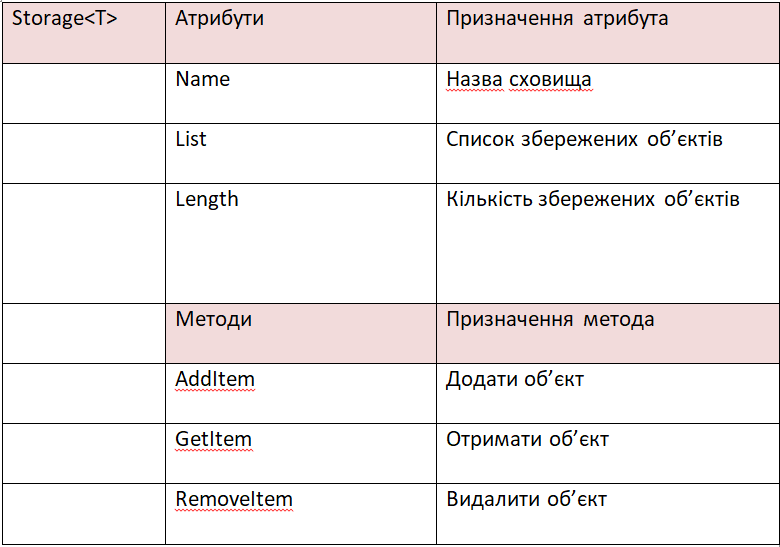 Storage<T> Атрибути Призначення атрибута
Name Назва сховища
List Список збережених об’єктів
Length Кількість збережених об’єктів
Методи Призначення метода
AddItem Додати об’єкт
GetItem Отримати об’єкт
RemoveItem Видалити об’єкт